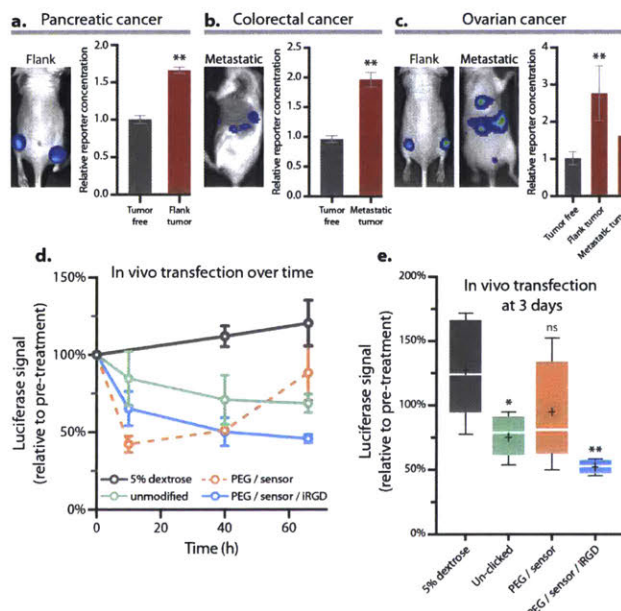 a. Pancreatic cancer
Flank
Relative reporter concentration
2.0
1.5
1.0
0.5
0.0
**
Tumor free
Flank tumor
b. Colorectal cancer
Metastatic
Relative reporter concentration
2.5
2.0
1.5
1.0
0.5
0.0
**
Tumor free
Metastatic tumor
c. Ovarian cancer
Flank
Metastatic
Relative reporter concentration
4
3
2
1
0
**
Tumor free
Flank tumor
Metastatic tum
d.
In vivo transfection over time
Luciferase signal
(relative to pre-treatment)
150%
100%
50%
0%
5% dextrose
PEG / sensor
unmodified
PEG / sensor / iRGD
0
20
40
60
Time (h)
e.
In vivo transfection
at 3 days
Luciferase signal
(relative to pre-treatment)
200%
150%
100%
50%
0%
*
ns
**
5% dextrose
Un-clicked
PEG / sensor
PEG / sensor / iRGD